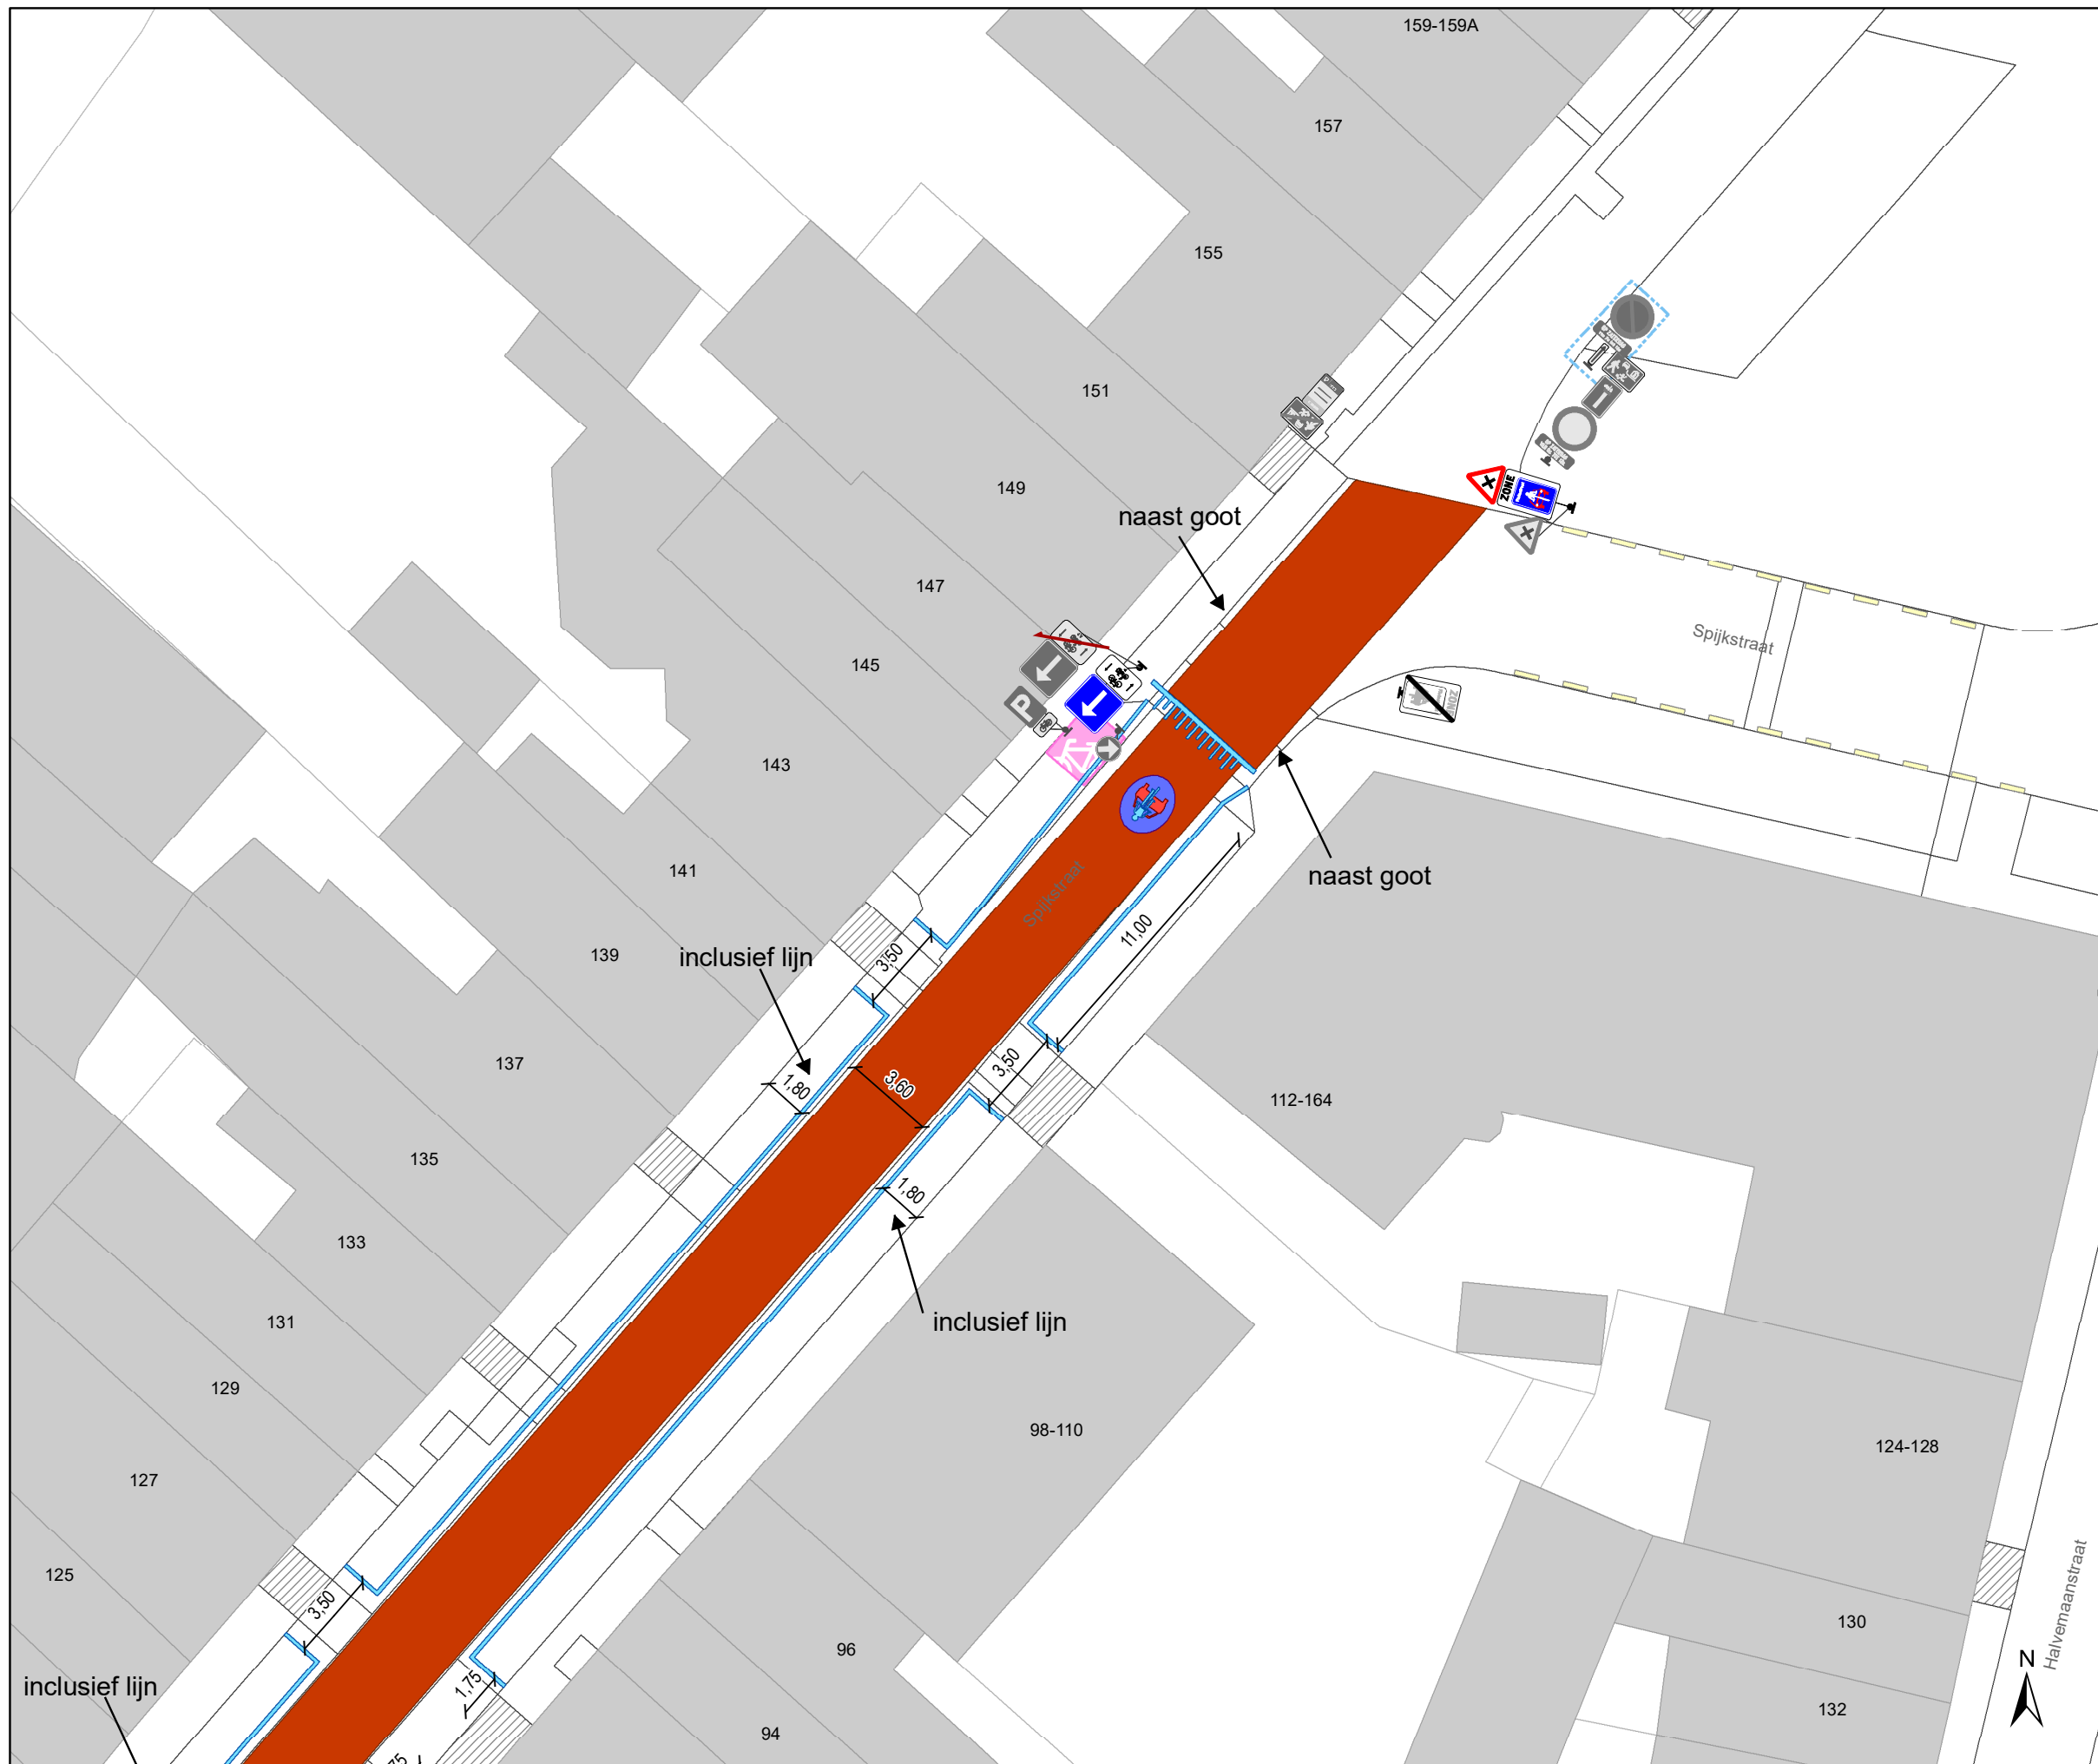 159-159A
157
155
151
149
naast goot
147
ZONE
145
Spijkstraat
P
ZONE
143
141
naast goot
Spijkstraat
11,00
139
inclusief lijn
3,50
137
3,50
1,80
3,60
112-164
135
1,80
133
inclusief lijn
131
129
98-110
124-128
127
125
3,50
130
Halvemaanstraat
96
N
inclusief lijn
1,75
132
94
75